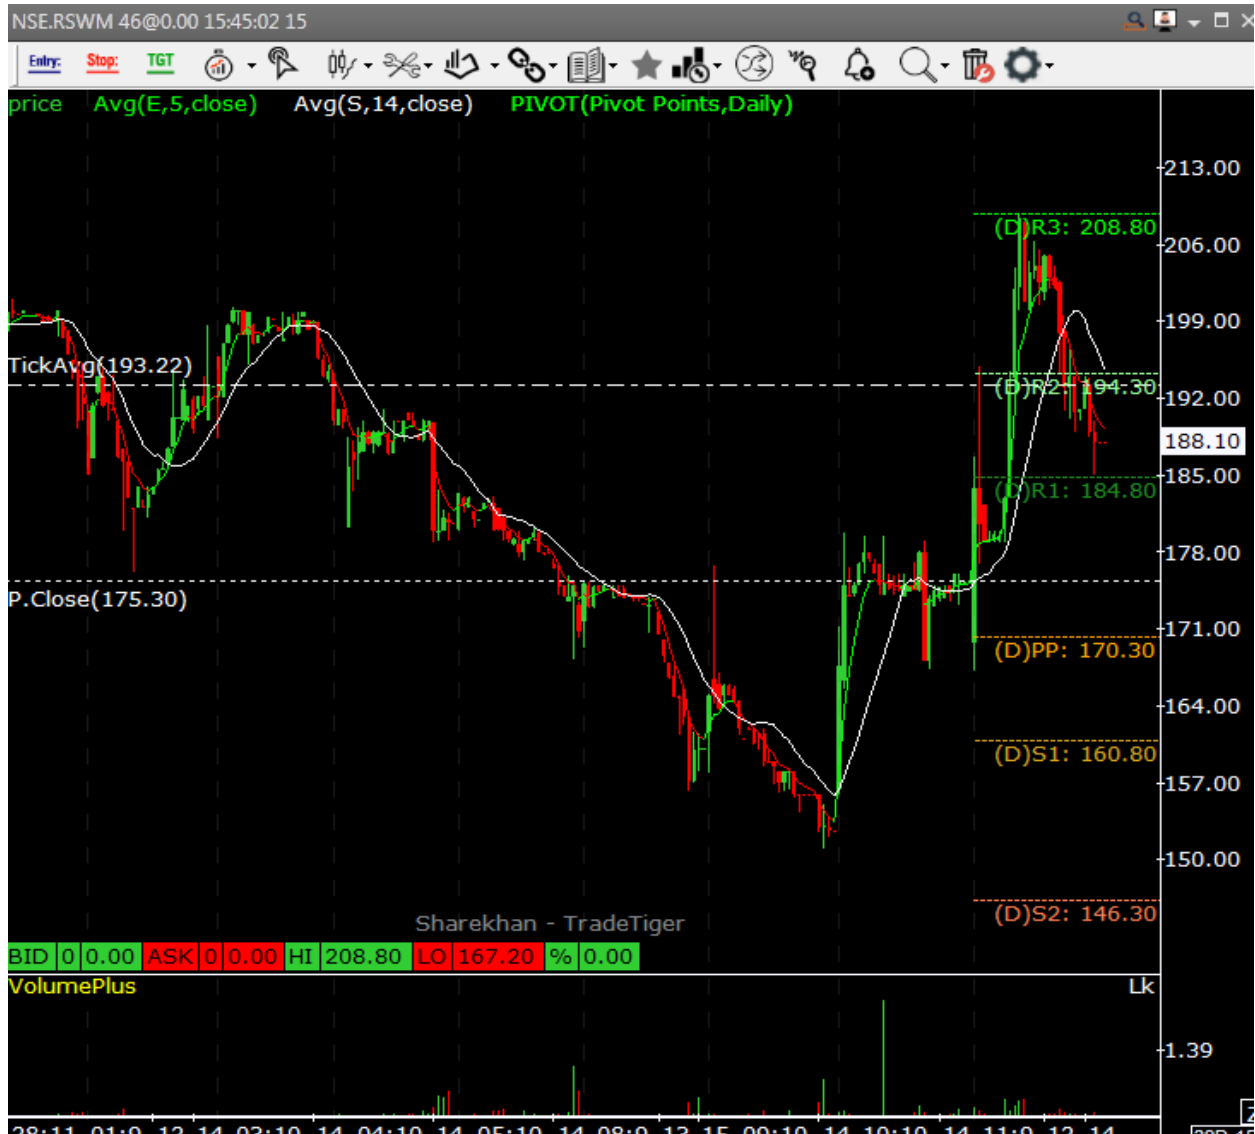 NSE.RSWM 46@0.00 15:45:02 15
Entry: Stop: TGT
price Avg(E,5,close) Avg(S,14,close) PIVOT(Pivot Points,Daily)
213.00
(D)R3: 208.80
206.00
199.00
TickAvg(193.22)
(D)R2: 194.30
192.00
188.10
185.00
(D)R1: 184.80
178.00
P.Close(175.30)
171.00
(D)PP: 170.30
164.00
(D)S1: 160.80
157.00
150.00
(D)S2: 146.30
Sharekhan - TradeTiger
BID 0 0.00 ASK 0 0.00 HI 208.80 LO 167.20 % 0.00
VolumePlus Lk
1.39